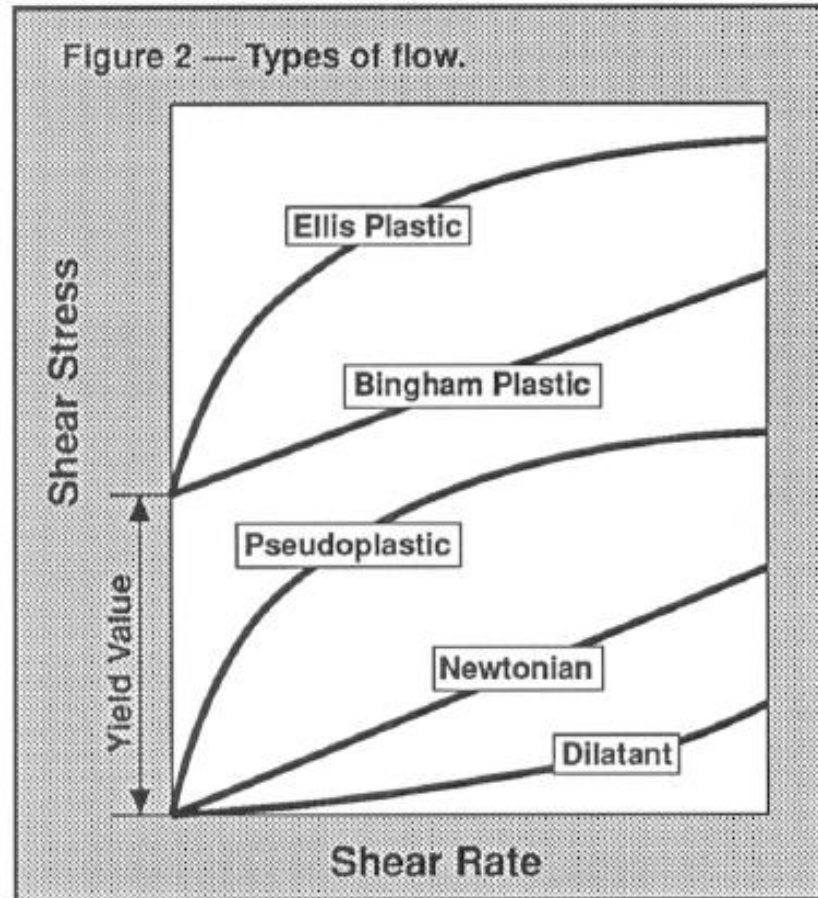 Figure 2 — Types of flow.
Ellis Plastic
Bingham Plastic
Pseudoplastic
Newtonian
Dilatant
Shear Stress
Yield Value
Shear Rate